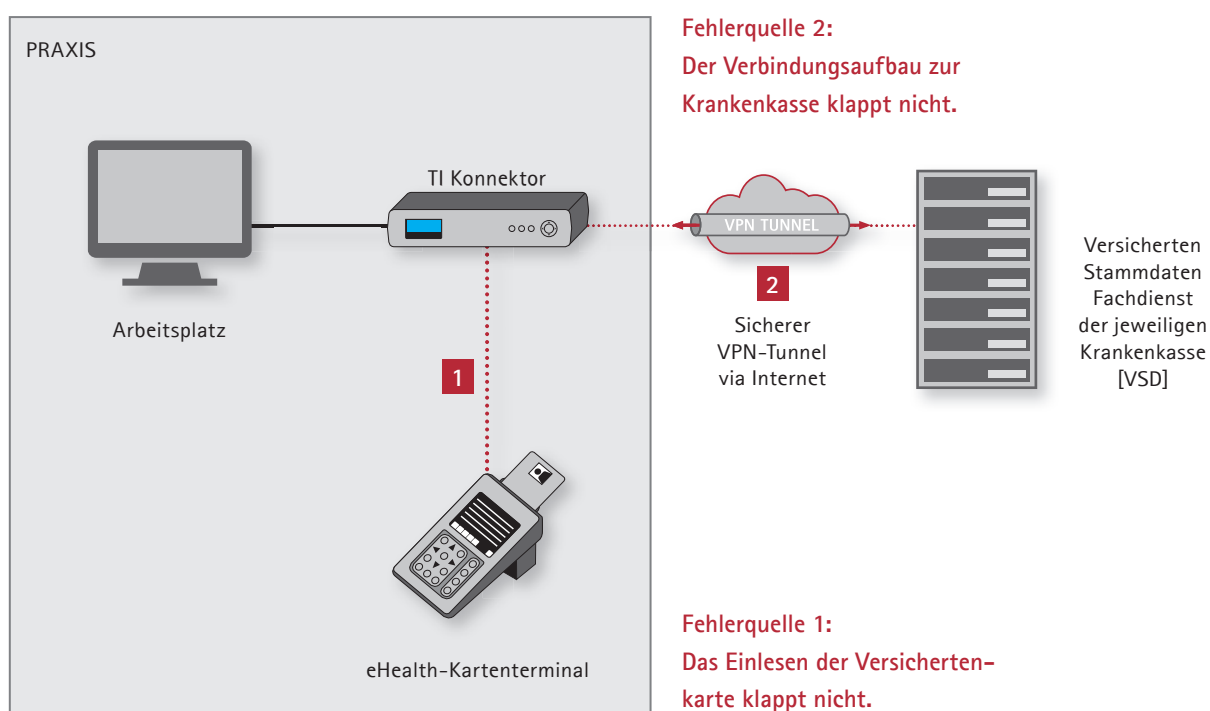 PRAXIS
Fehlerquelle 2:
Der Verbindungsaufbau zur
Krankenkasse klappt nicht.
TI Konnektor
VPN TUNNEL
2
Sicherer
VPN-Tunnel
via Internet
Versicherten
Stammdaten
Fachdienst
der jeweiligen
Krankenkasse
[VSD]
Arbeitsplatz
1
eHealth-Kartenterminal
Fehlerquelle 1:
Das Einlesen der Versicherten-
karte klappt nicht.